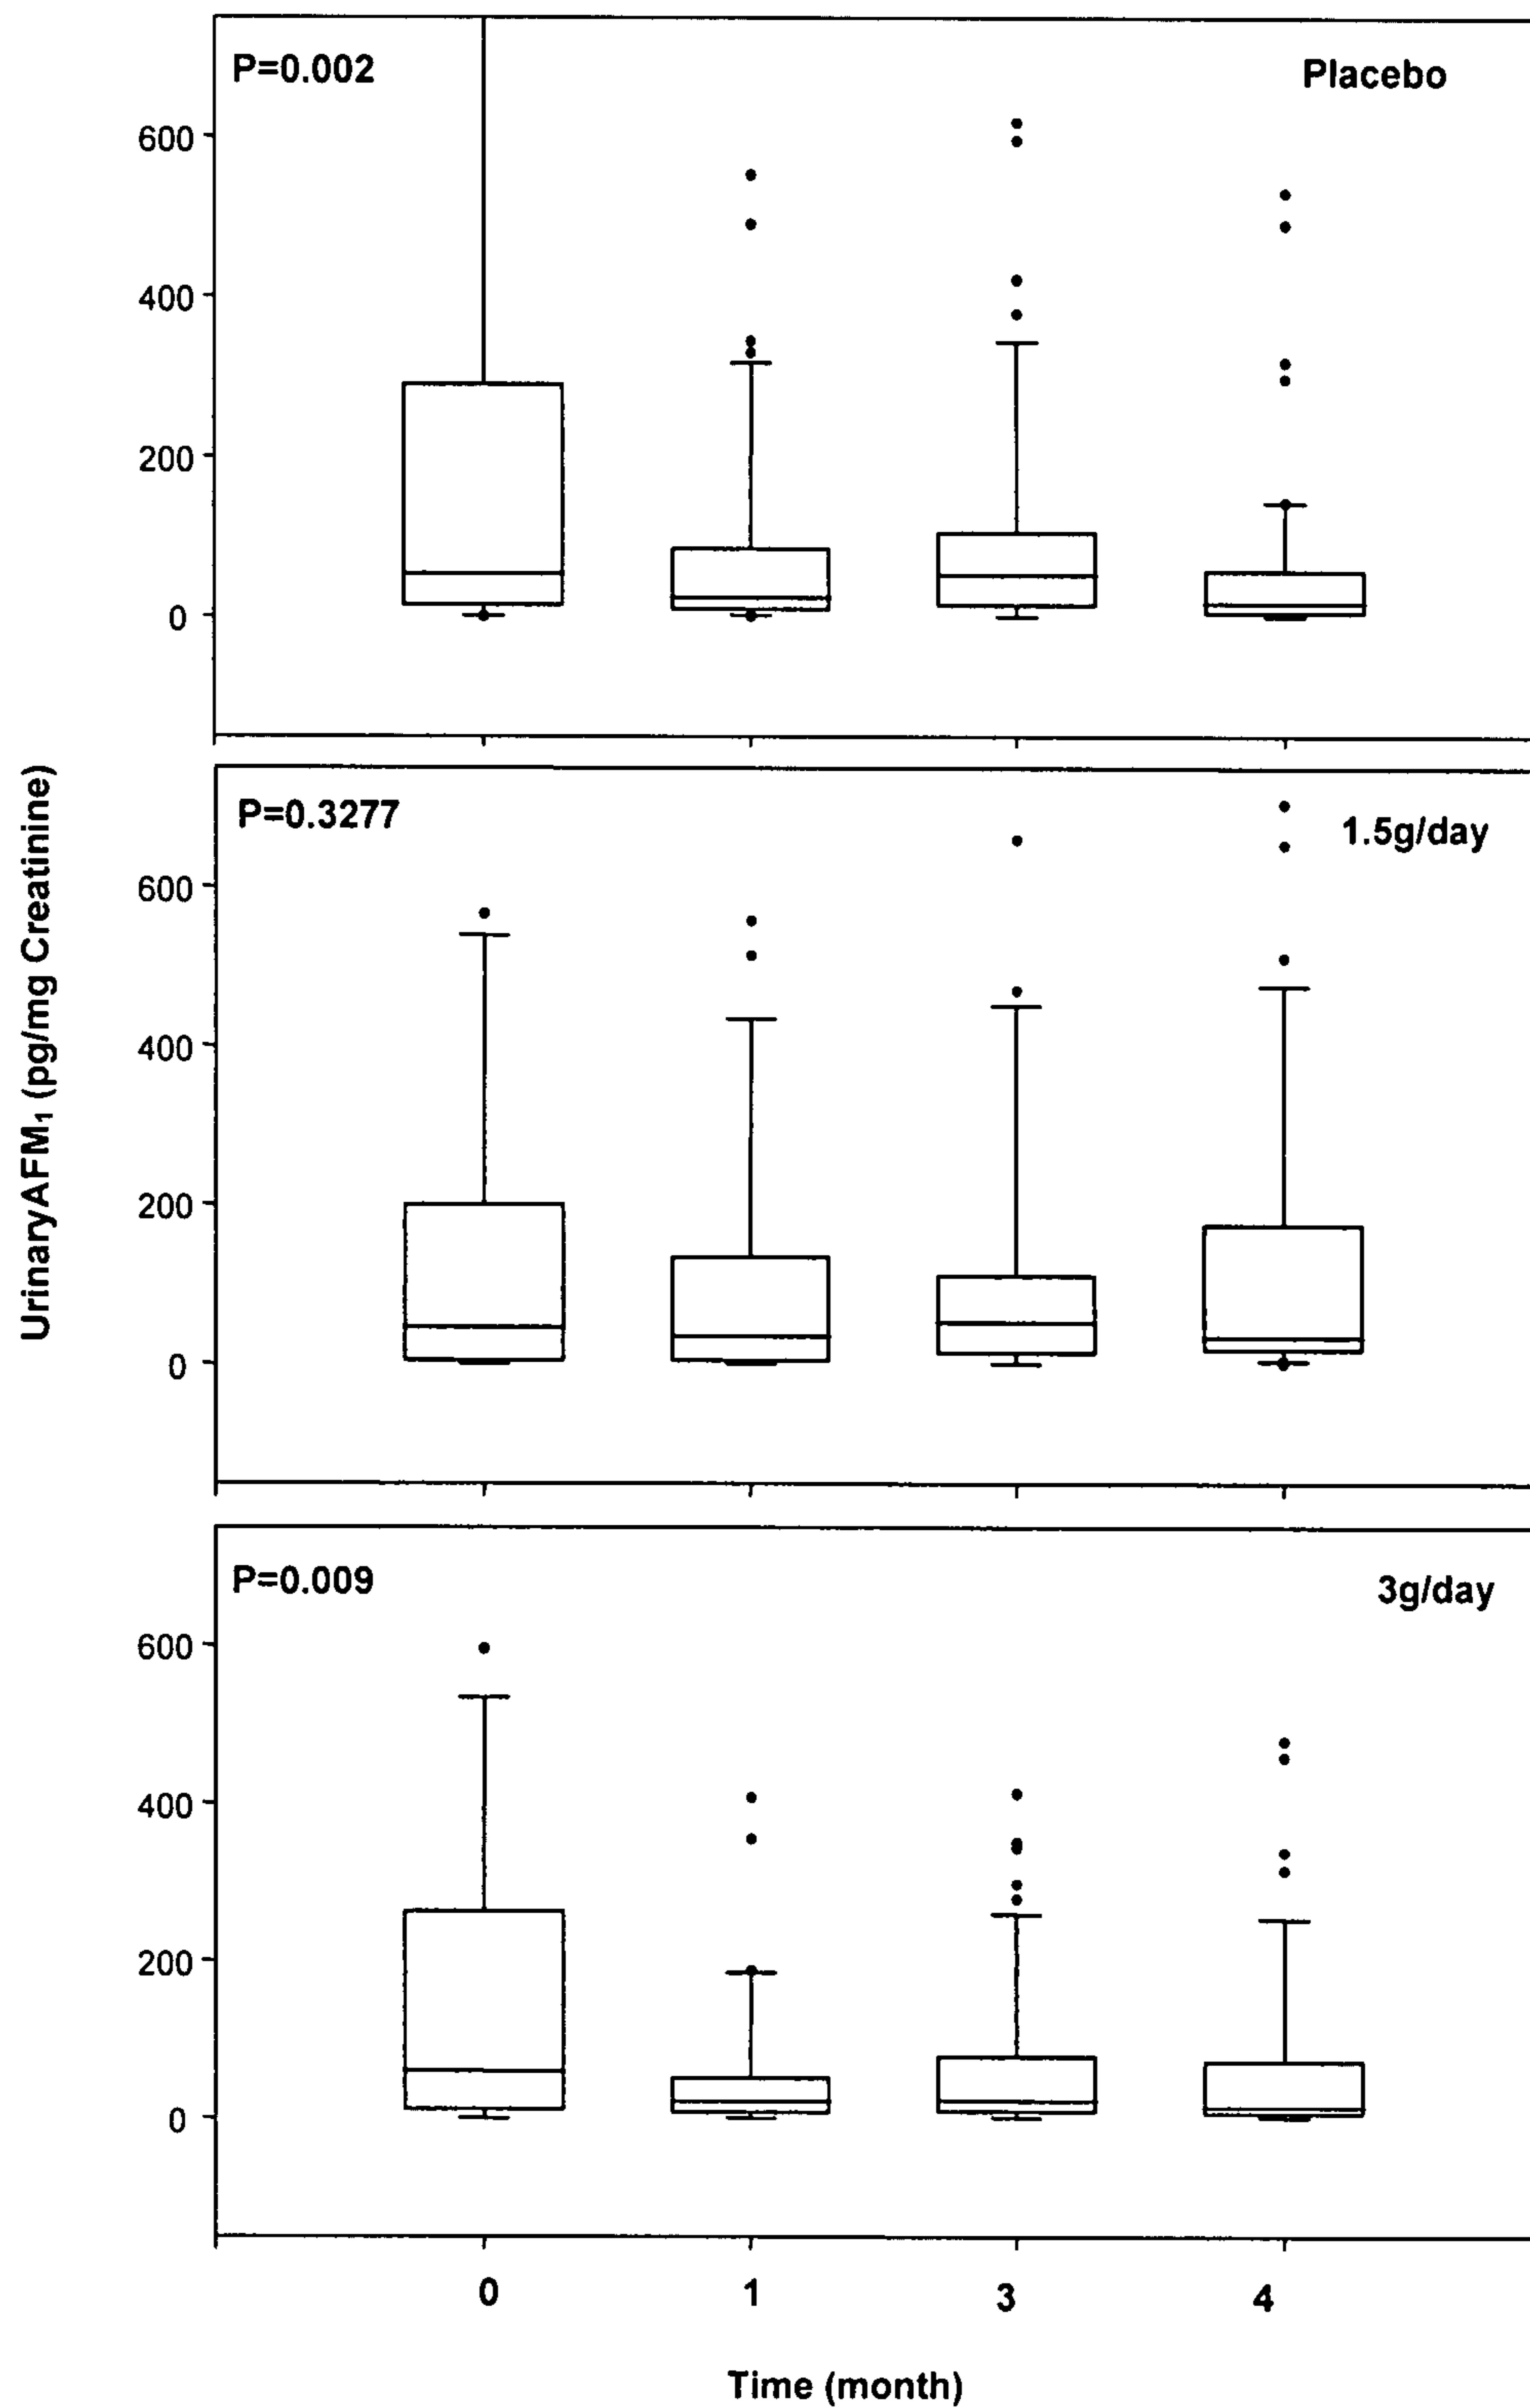 P=0.002
Placebo
600
400
200
0
P=0.3277
1.5g/day
600
400
200
0
P=0.009
3g/day
600
400
200
0
0 1 3 4
Time (month)
UrinaryAFM₁ (pg/mg Creatinine)